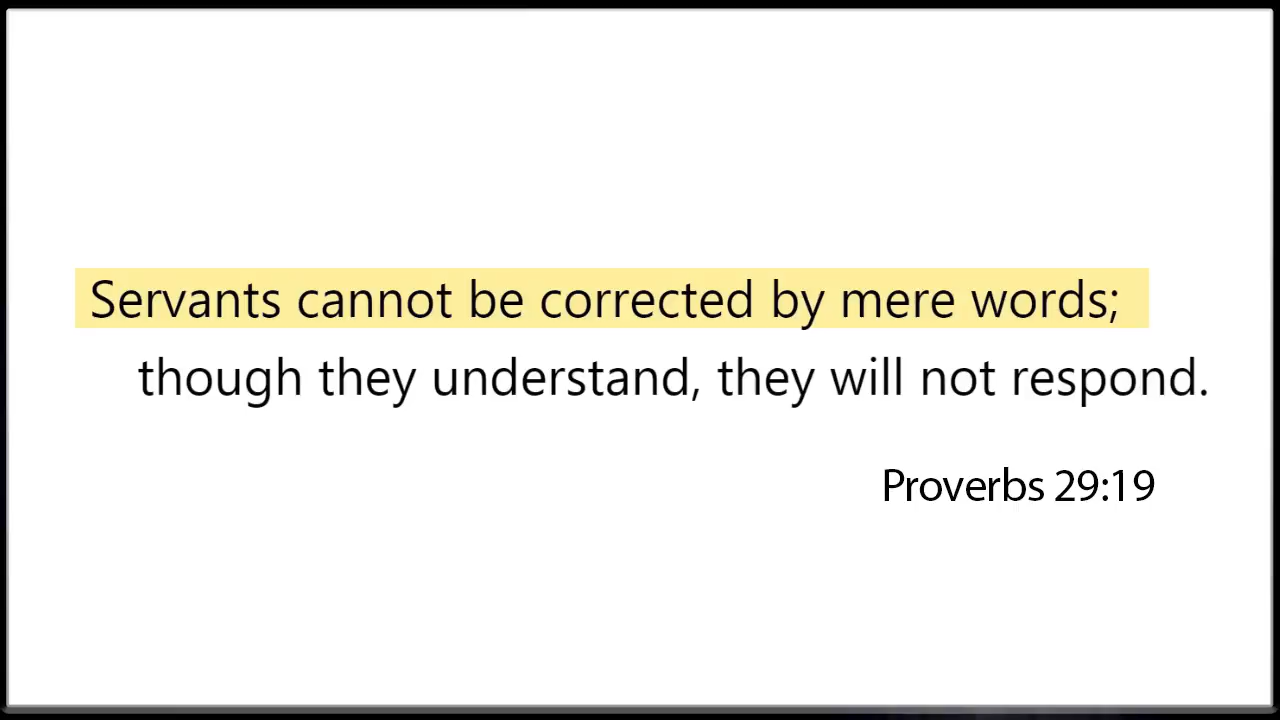 Servants cannot be corrected by mere words;
though they understand, they will not respond.
Proverbs 29:19